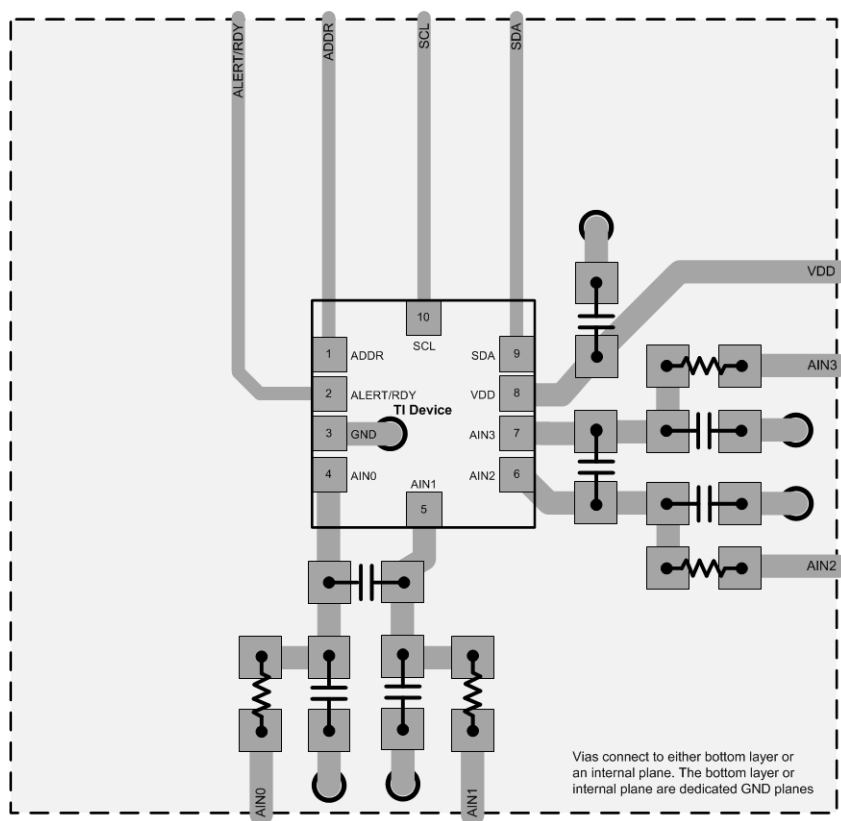 ALERT/RDY
ADDR
SCL
SDA
VDD
10
SCL
1
ADDR
SDA
9
2
ALERT/RDY
VDD
8
TI Device
3
GND
AIN3
7
4
AIN0
AIN2
6
AIN1
5
AIN3
AIN2
AIN0
AIN1
Vias connect to either bottom layer or
an internal plane. The bottom layer or
internal plane are dedicated GND planes